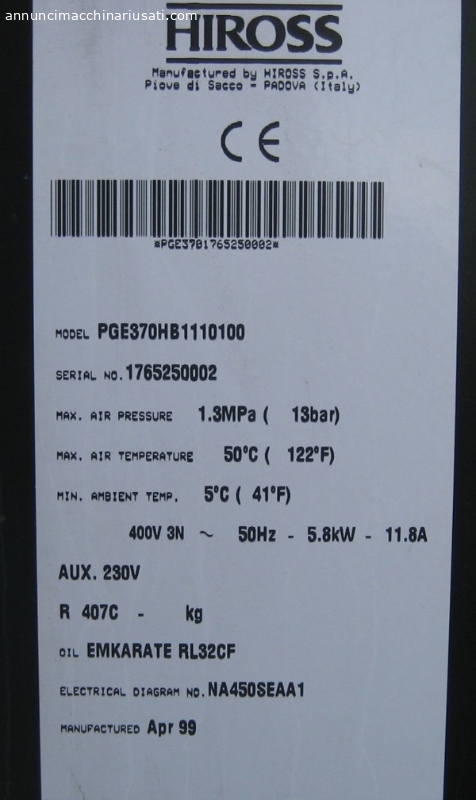 annuncimacchinariusati.com
HIROSS
Manufactured by HIROSS S.p.A.
Piove di Sacco - PADOVA (Italy)
CE
*PGE3701765250002*
MODEL PGE370HB1110100
SERIAL NO. 1765250002
MAX. AIR PRESSURE 1.3MPa ( 13bar)
MAX. AIR TEMPERATURE 50°C ( 122°F)
MIN. AMBIENT TEMP. 5°C ( 41°F)
400V 3N ~ 50Hz - 5.8kW - 11.8A
AUX. 230V
R 407C - kg
OIL EMKARATE RL32CF
ELECTRICAL DIAGRAM NO. NA450SEAA1
MANUFACTURED Apr 99